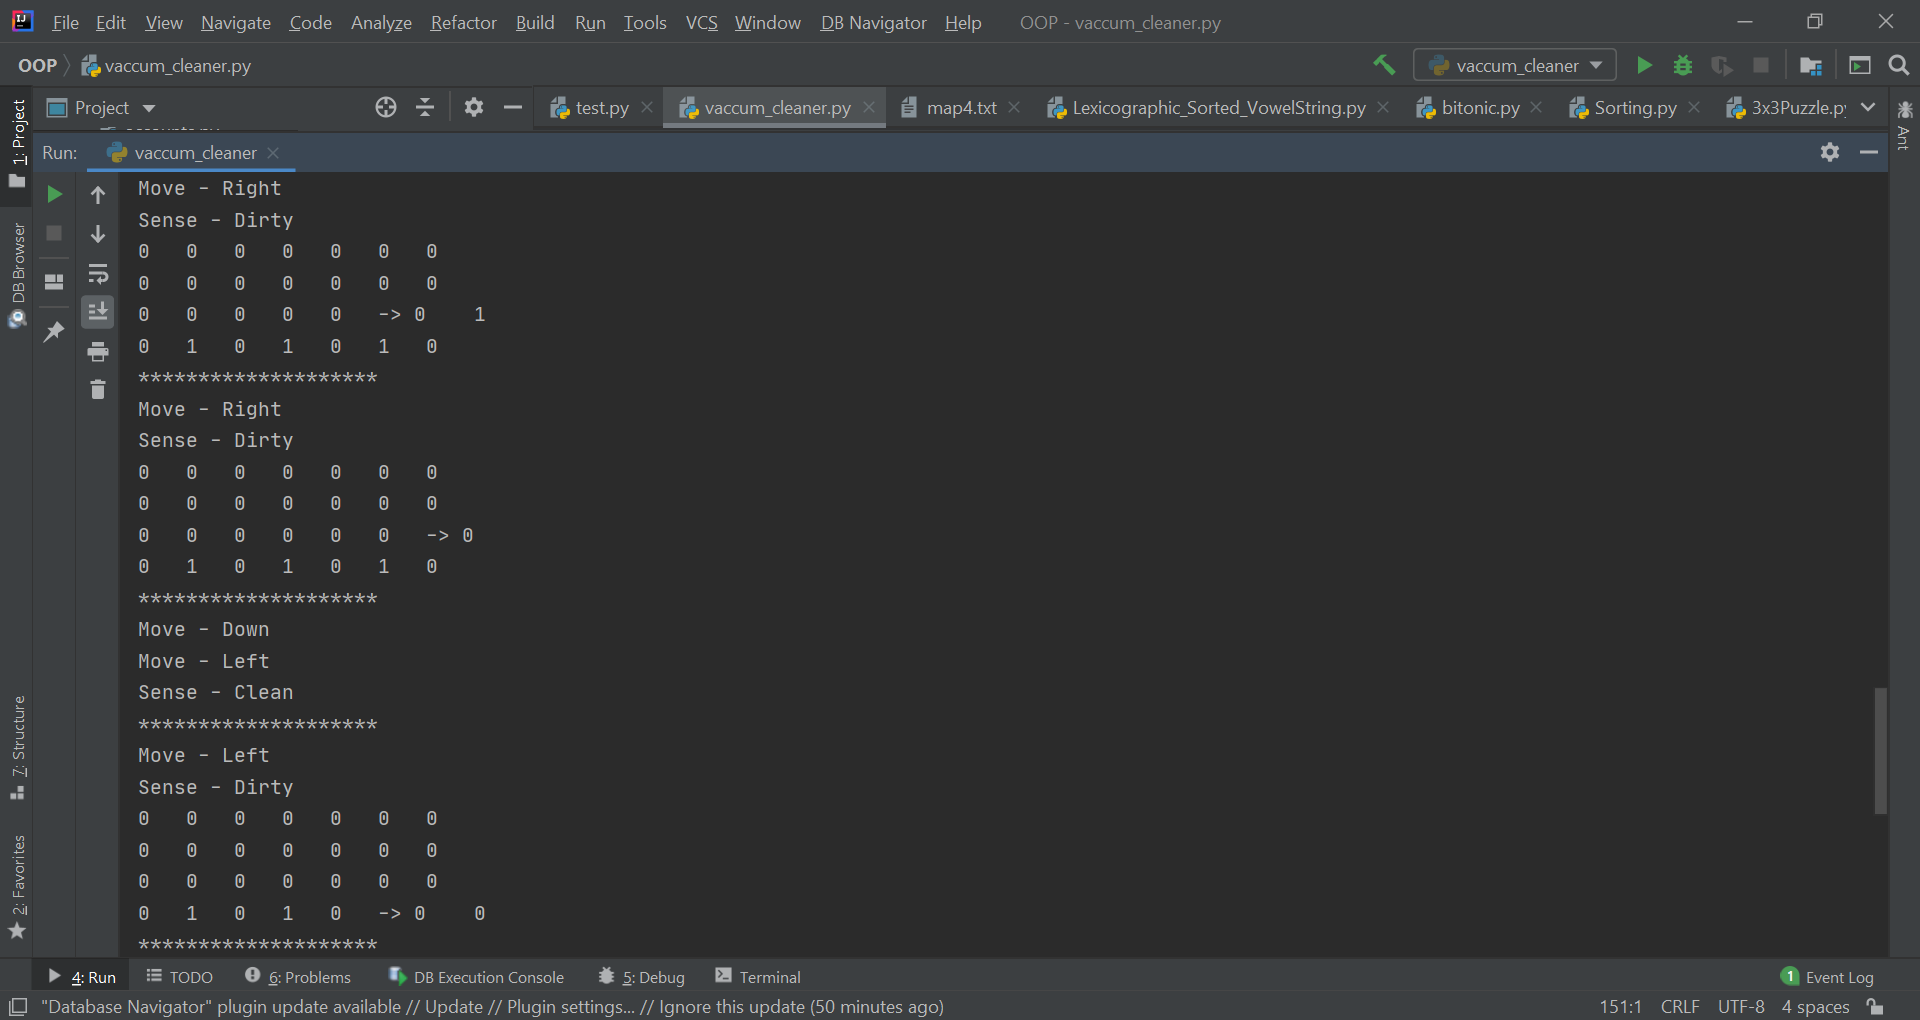 File Edit View Navigate Code Analyze Refactor Build Run Tools VCS Window DB Navigator Help OOP - vaccum_cleaner.py
OOP vaccum_cleaner.py vaccum_cleaner
1: Project
Project test.py vaccum_cleaner.py map4.txt Lexicographic_Sorted_VowelString.py bitonic.py Sorting.py 3x3Puzzle.py
Ant
Run: vaccum_cleaner
DB Browser
7: Structure
2: Favorites
Move - Right
Sense - Dirty
0 0 0 0 0 0 0
0 0 0 0 0 0 0
0 0 0 0 0 -> 0 1
0 1 0 1 0 1 0
********************
Move - Right
Sense - Dirty
0 0 0 0 0 0 0
0 0 0 0 0 0 0
0 0 0 0 0 0 -> 0
0 1 0 1 0 1 0
********************
Move - Down
Move - Left
Sense - Clean
********************
Move - Left
Sense - Dirty
0 0 0 0 0 0 0
0 0 0 0 0 0 0
0 0 0 0 0 0 0
0 1 0 1 0 -> 0 0
********************
4: Run TODO 6: Problems DB Execution Console 5: Debug Terminal 1 Event Log
"Database Navigator" plugin update available // Update // Plugin settings... // Ignore this update (50 minutes ago) 151:1 CRLF UTF-8 4 spaces